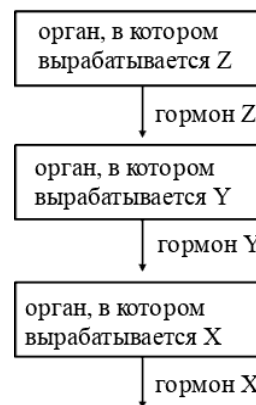 орган, в котором
вырабатывается Z
гормон Z
орган, в котором
вырабатывается Y
гормон Y
орган, в котором
вырабатывается X
гормон X